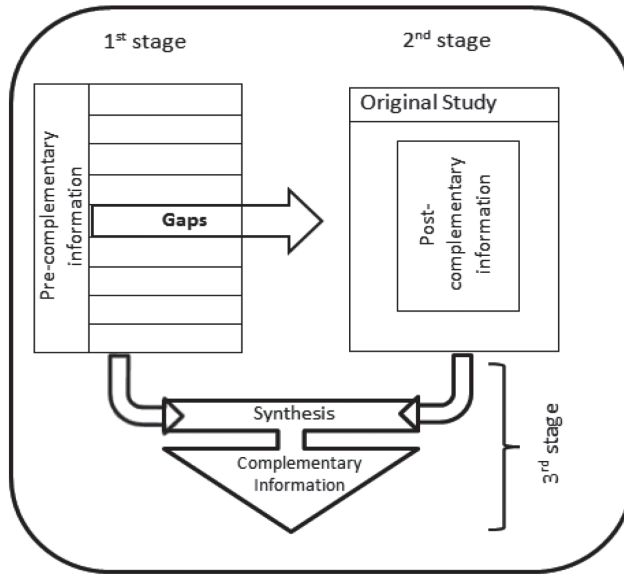 1st stage
2nd stage
Pre-complementary
information
Gaps
Original Study
Post-
complementary
information
Synthesis
Complementary
Information
3rd stage